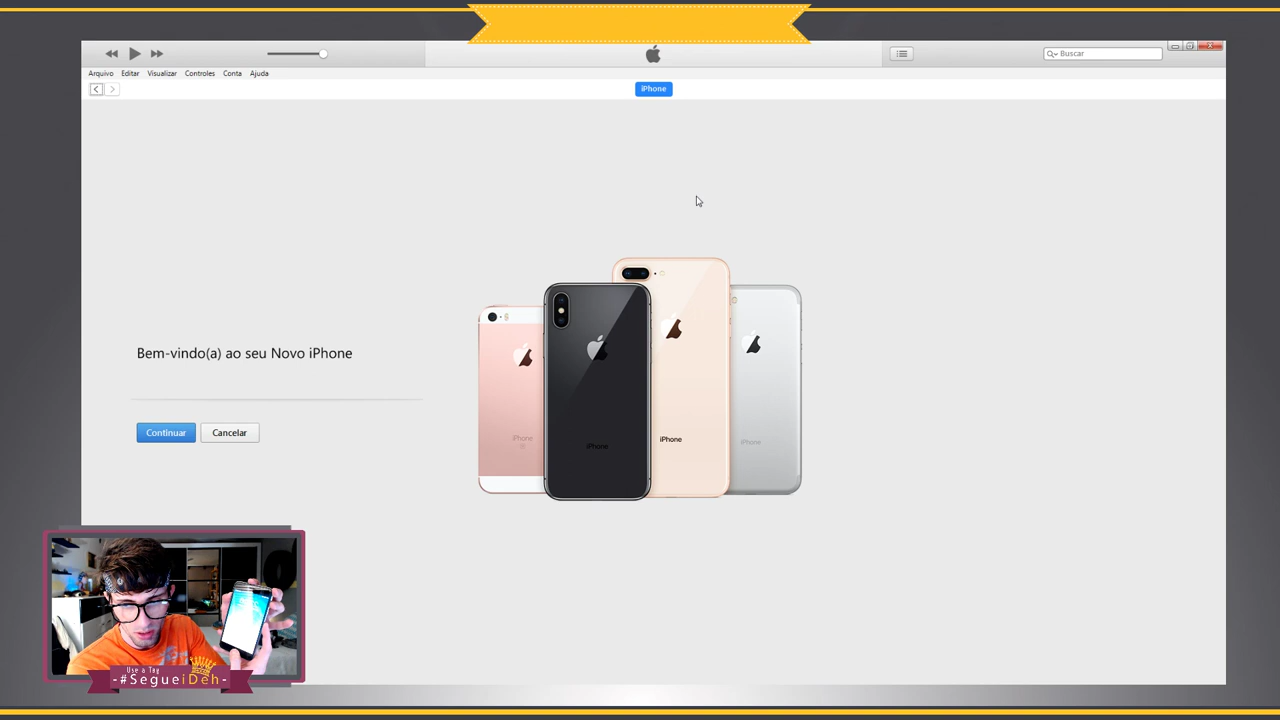 Buscar
Arquivo Editar Visualizar Controles Conta Ajuda
iPhone
Bem-vindo(a) ao seu Novo iPhone
Continuar Cancelar
iPhone
SE
iPhone
iPhone
iPhone
Use a Tag
-#SegueiDeh-